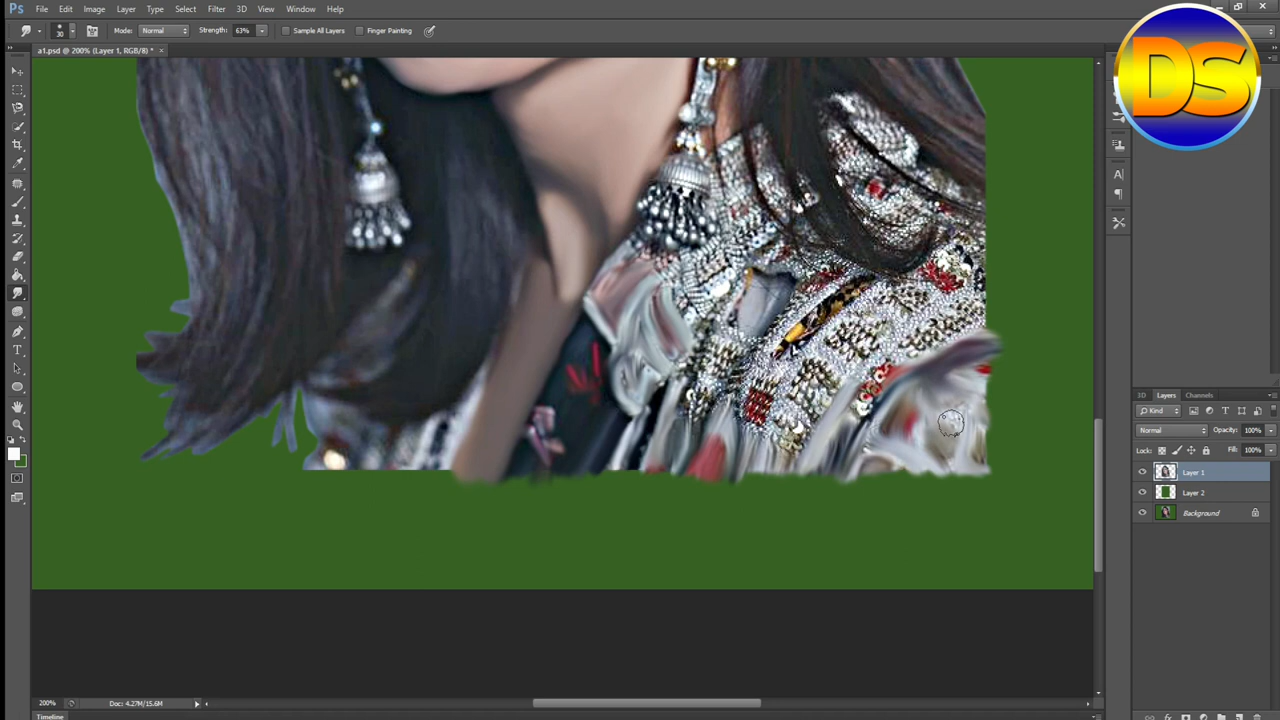 Ps File Edit Image Layer Type Select Filter 3D View Window Help
30 Mode: Normal Strength: 63% Sample All Layers Finger Painting
a1.psd @ 200% (Layer 1, RGB/8) * ×
DS
3D Layers Channels
Kind
Normal Opacity: 100%
Lock: Fill: 100%
Layer 1
Layer 2
Background
200% Doc: 4.27M/15.6M
Timeline